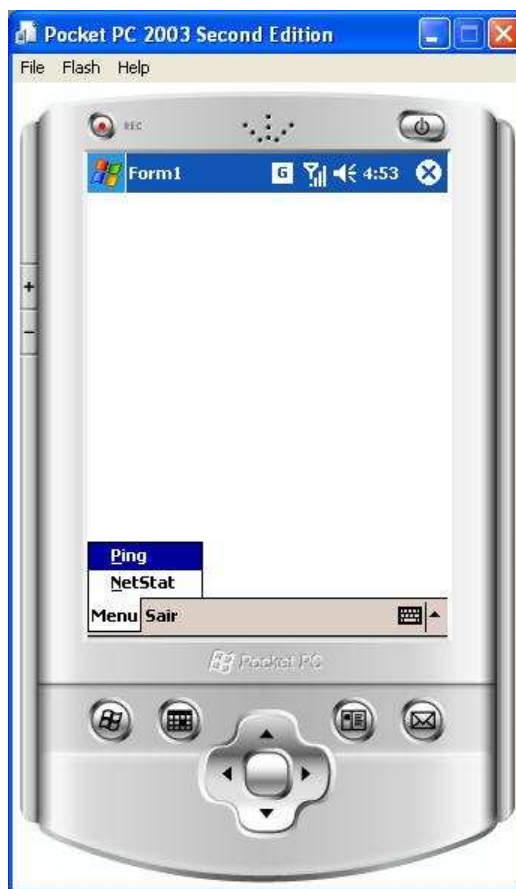 Pocket PC 2003 Second Edition
File Flash Help
REC
Form1 G 4:53
+
-
Ping
NetStat
Menu Sair
Pocket PC